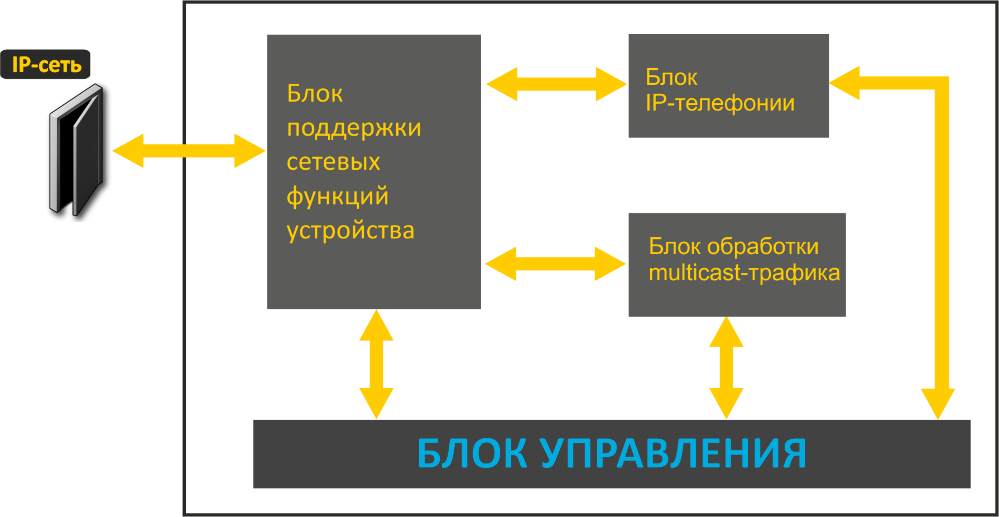 IP-сеть
Блок
поддержки
сетевых
функций
устройства
Блок
IP-телефонии
Блок обработки
multicast-трафика
БЛОК УПРАВЛЕНИЯ